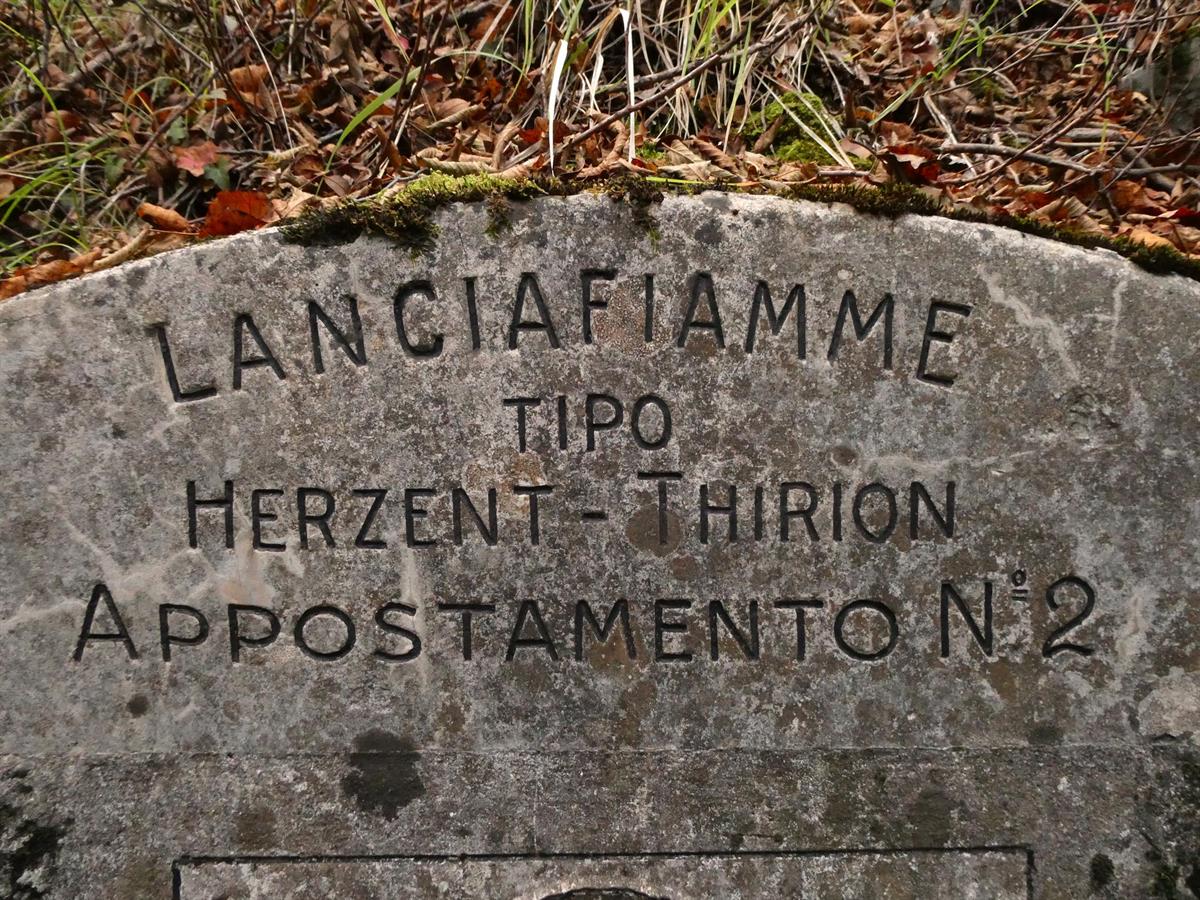 LANCIAFIAMME
TIPO
HERZENT - THIRION
APPOSTAMENTO Nº 2